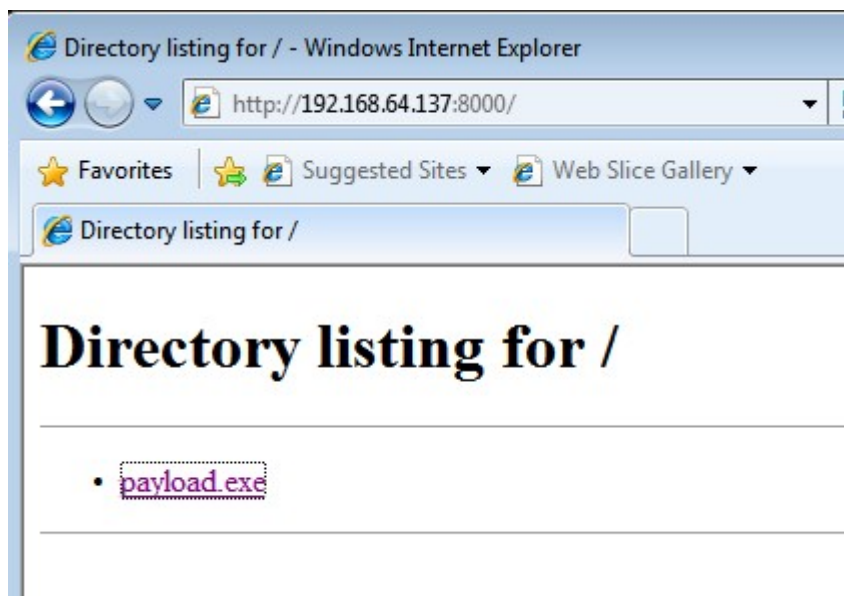 Directory listing for / - Windows Internet Explorer
http://192.168.64.137:8000/
Favorites Suggested Sites Web Slice Gallery
Directory listing for /
Directory listing for /
payload.exe